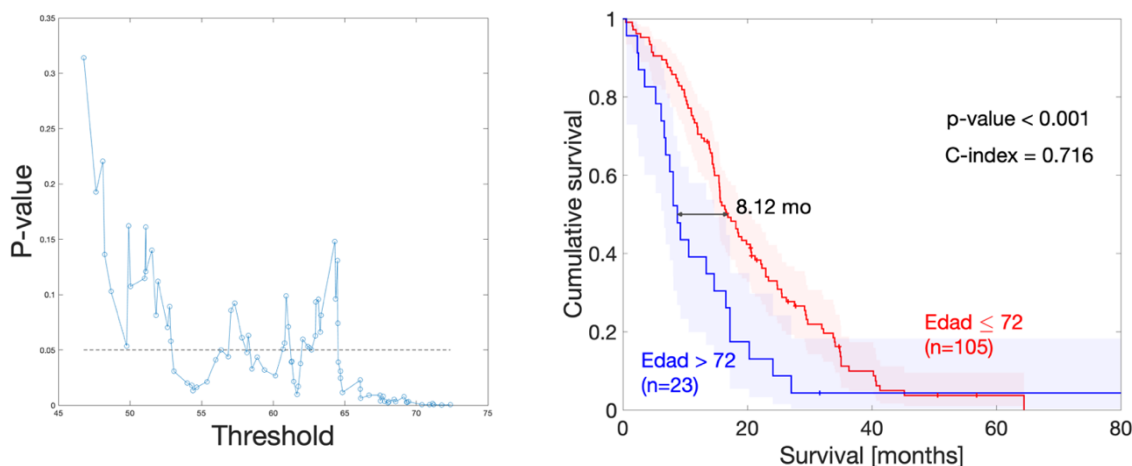 0.35
0.3
0.25
0.2
0.15
0.1
0.05
0
45
50
55
60
65
70
75
P-value
Threshold
1
0.8
0.6
0.4
0.2
0
0
20
40
60
80
Cumulative survival
Survival [months]
p-value < 0.001
C-index = 0.716
8.12 mo
Edad ≤ 72
(n=105)
Edad > 72
(n=23)